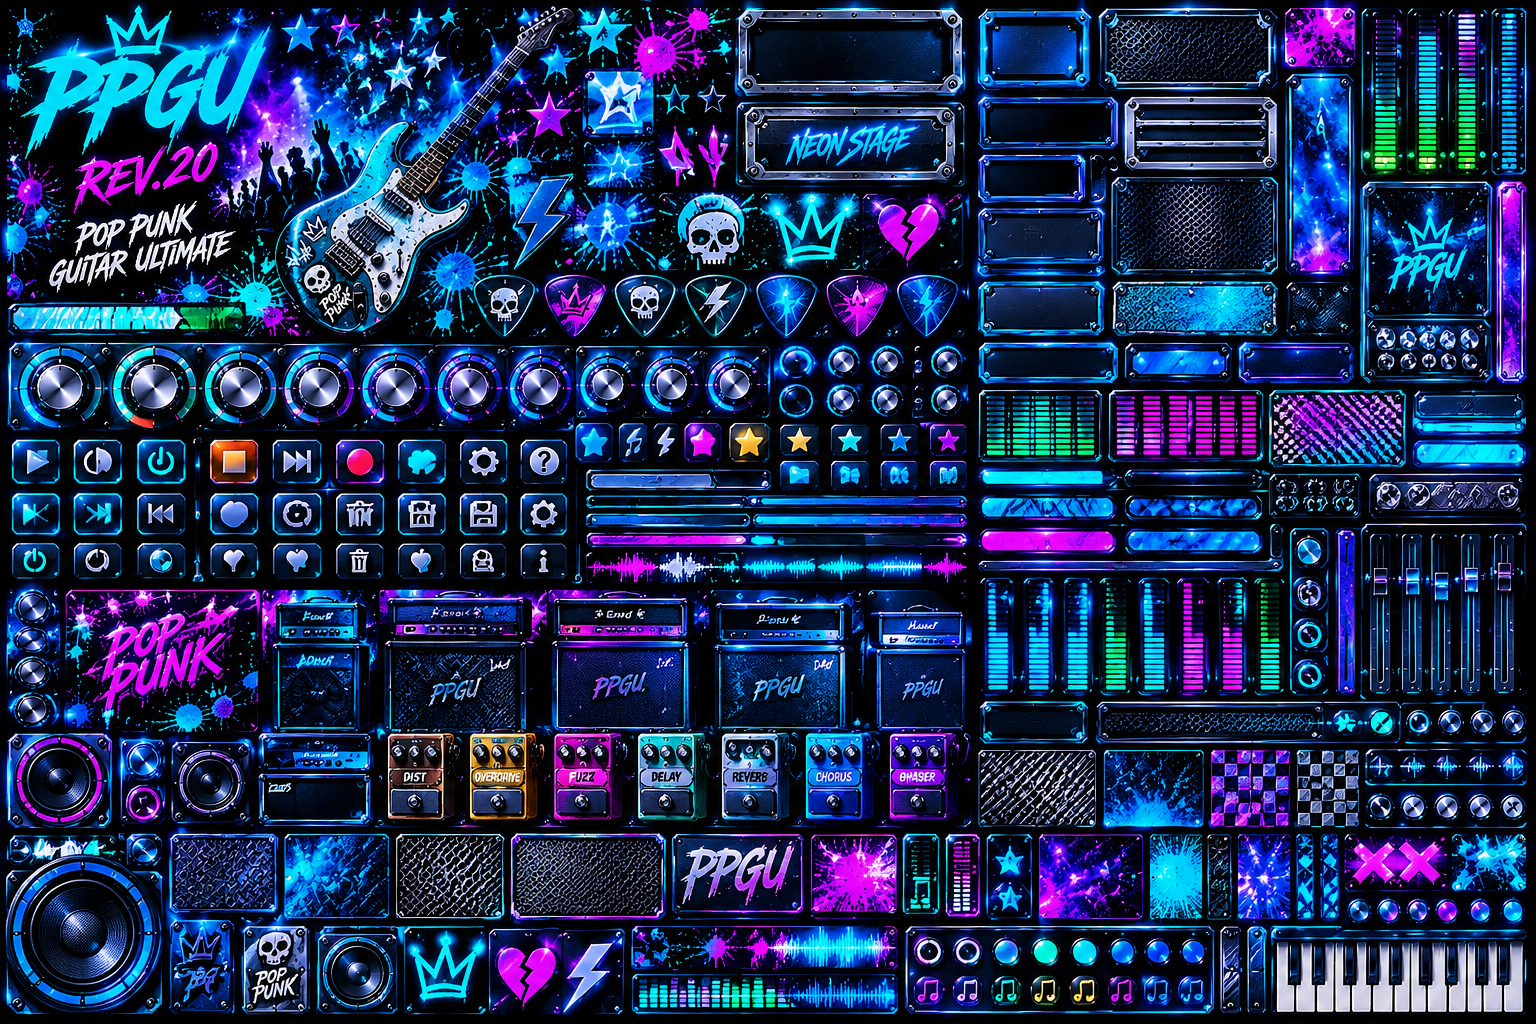 PPGU
REV.20
POP PUNK
GUITAR ULTIMATE
POP
PUNK
NEON STAGE
PPGU
?
i
POP
PUNK
PPGU
PPGU
PPGU
PPGU
DIST
OVERDRIVE
FUZZ
DELAY
REVERB
CHORUS
PHASER
PPGU
XX
POP
PUNK